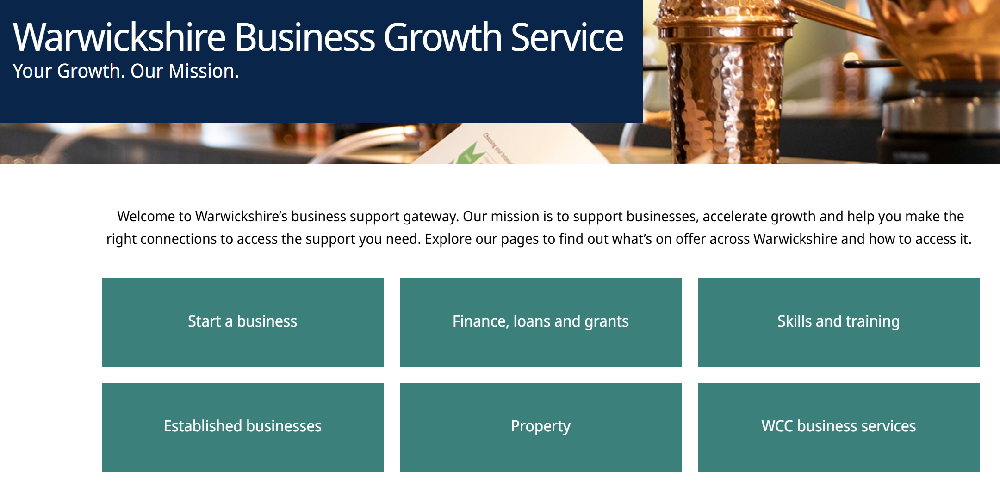 Warwickshire Business Growth Service
Your Growth. Our Mission.
Choosing your
Welcome to Warwickshire’s business support gateway. Our mission is to support businesses, accelerate growth and help you make the
right connections to access the support you need. Explore our pages to find out what’s on offer across Warwickshire and how to access it.
Start a business
Finance, loans and grants
Skills and training
Established businesses
Property
WCC business services